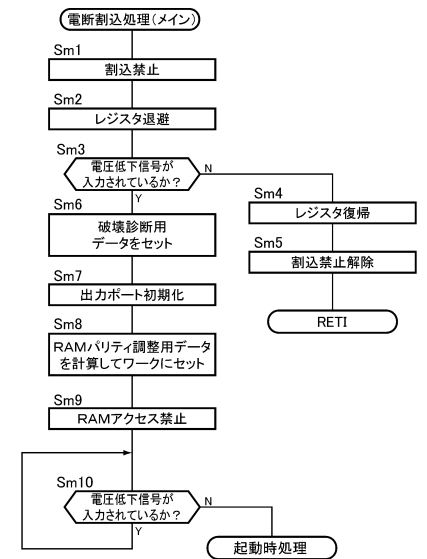 電断割込処理(メイン)
Sm1
割込禁止
Sm2
レジスタ退避
Sm3
電圧低下信号が
入力されているか?
N
Y
Sm4
レジスタ復帰
Sm5
割込禁止解除
RETI
Sm6
破壊診断用
データをセット
Sm7
出力ポート初期化
Sm8
RAMパリティ調整用データ
を計算してワークにセット
Sm9
RAMアクセス禁止
Sm10
電圧低下信号が
入力されているか?
N
Y
起動時処理